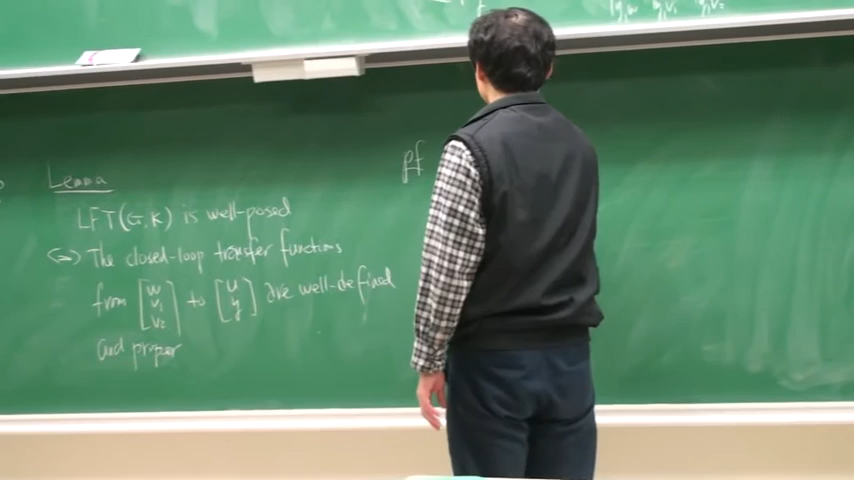 Lemma
LFT(G,K) is well-posed
⇔ The closed-loop transfer functions
from [w v₁ v₂] to [u y] are well-defined
and proper
pf